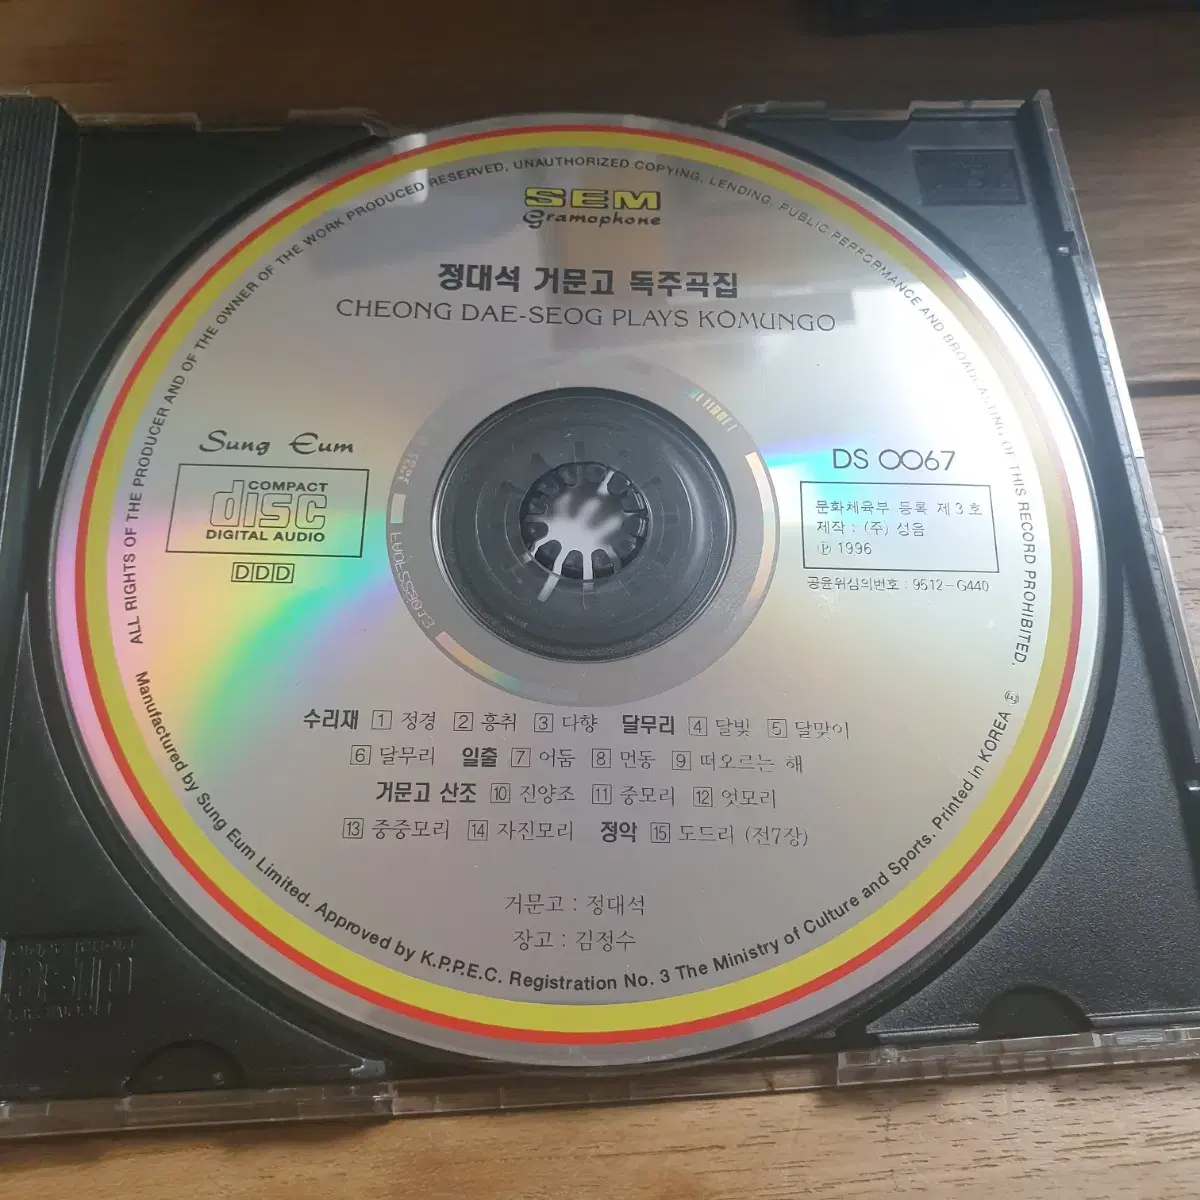 SEM
Gramophone
정대석 거문고 독주곡집
CHEONG DAE-SEOG PLAYS KOMUNGO
Sung Eum
COMPACT
disc
DIGITAL AUDIO
DDD
DS 0067
문화체육부 등록 제3호
제작 : (주) 성음
Ⓟ 1996
공윤위심의번호 : 9512-G440
수리재 1 정경 2 흥취 3 다향 달무리 4 달빛 5 달맞이
6 달무리 일출 7 어둠 8 먼동 9 떠오르는 해
거문고 산조 10 진양조 11 중모리 12 엇모리
13 중중모리 14 자진모리 정악 15 도드리 (전7장)
거문고 : 정대석
장고 : 김정수
ALL RIGHTS OF THE PRODUCER AND OF THE OWNER OF THE WORK PRODUCED RESERVED, UNAUTHORIZED COPYING, LENDING, PUBLIC PERFORMANCE AND BROADCASTING OF THIS RECORD PROHIBITED.
Manufactured by Sung Eum Limited. Approved by K.P.P.E.C. Registration No. 3 The Ministry of Culture and Sports. Printed in KOREA